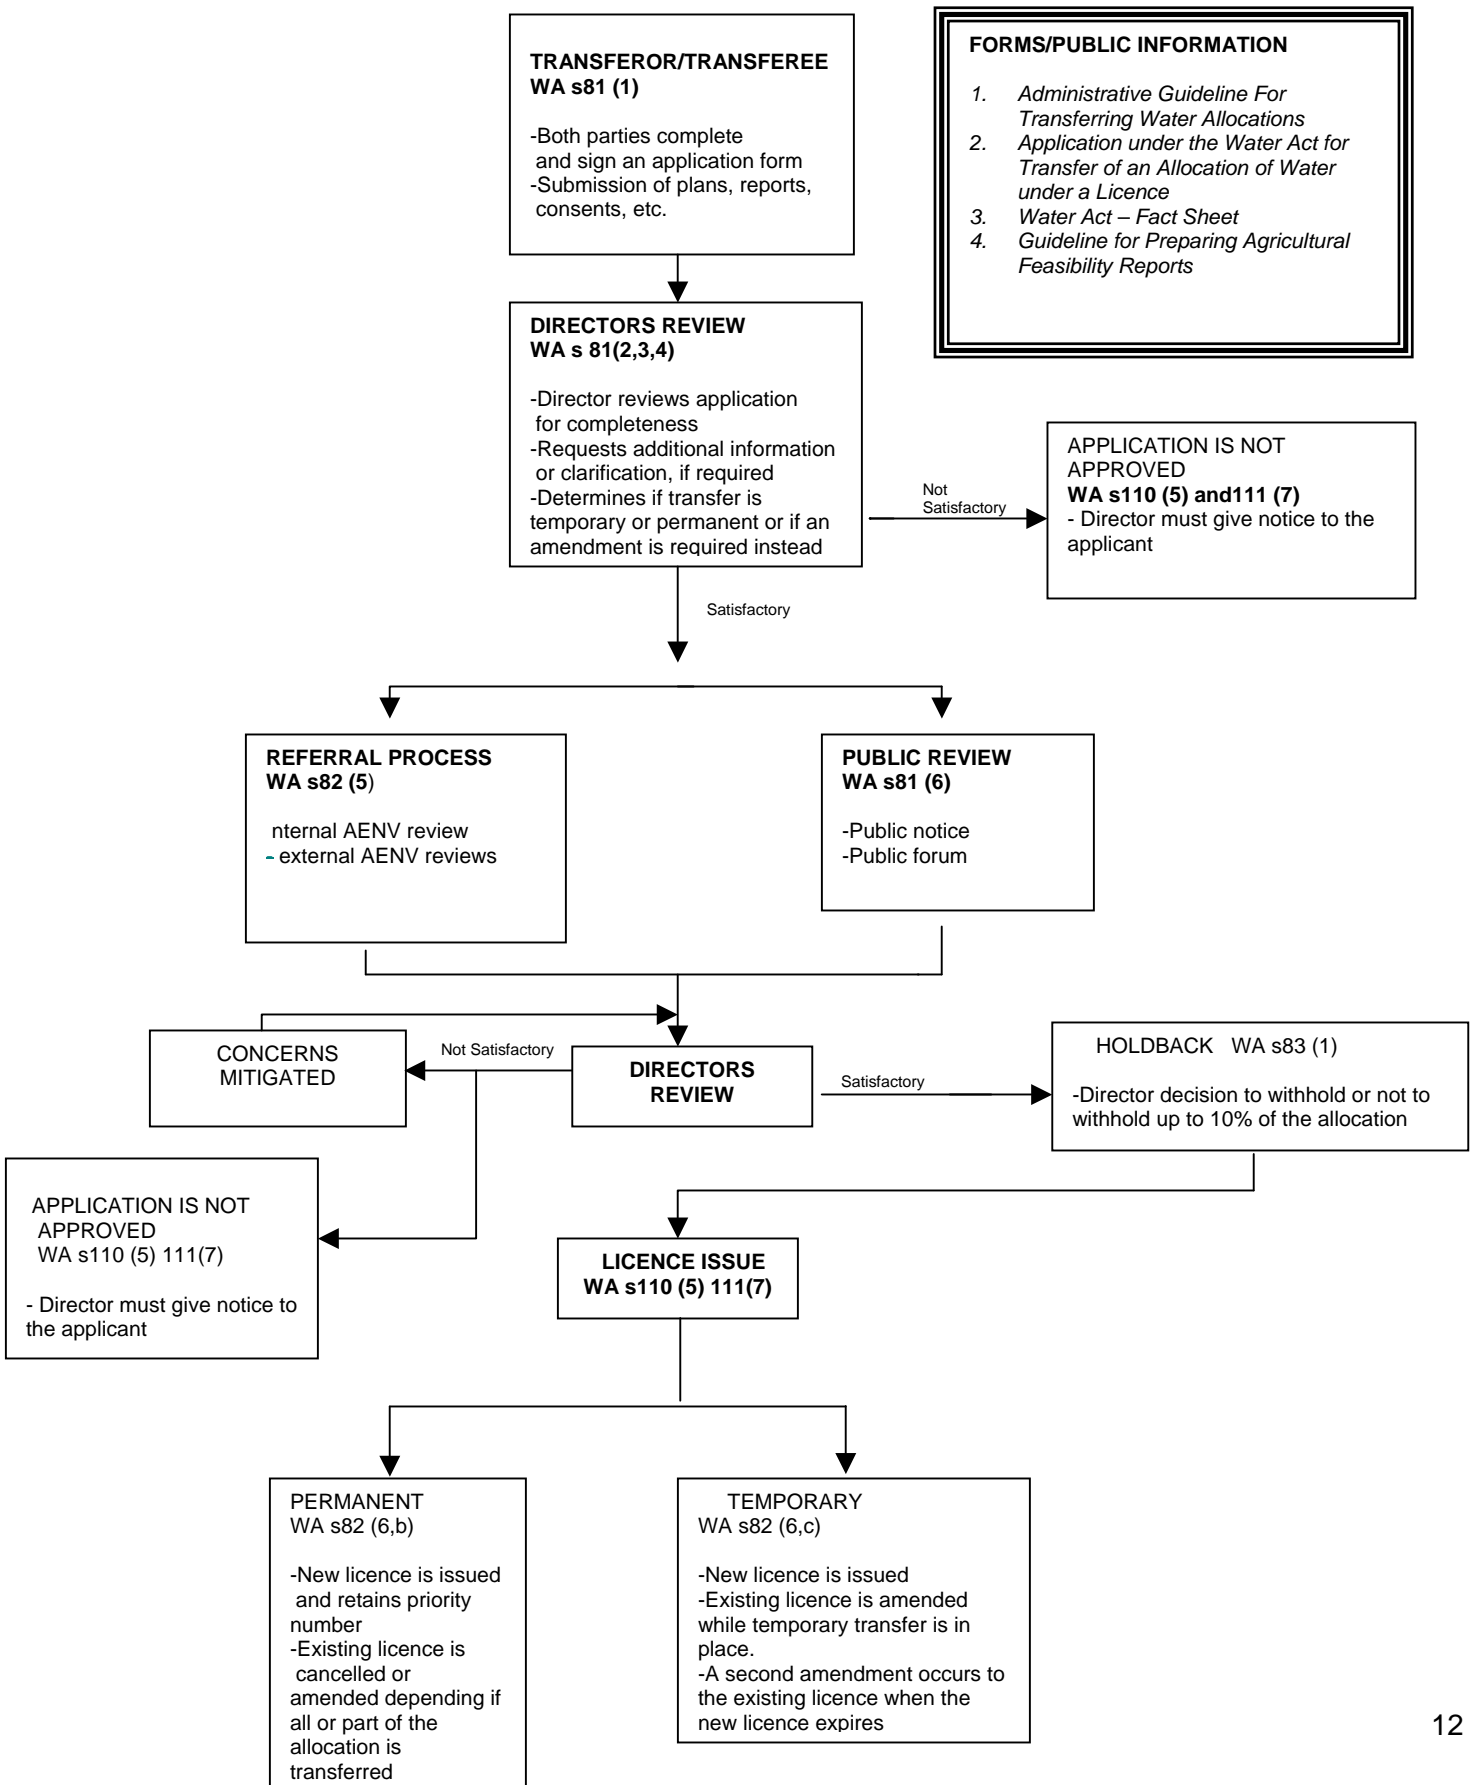 TRANSFEROR/TRANSFEREE
WA s81 (1)
-Both parties complete
and sign an application form
-Submission of plans, reports,
consents, etc.
FORMS/PUBLIC INFORMATION
1. Administrative Guideline For
Transferring Water Allocations
2. Application under the Water Act for
Transfer of an Allocation of Water
under a Licence
3. Water Act – Fact Sheet
4. Guideline for Preparing Agricultural
Feasibility Reports
DIRECTORS REVIEW
WA s 81(2,3,4)
-Director reviews application
for completeness
-Requests additional information
or clarification, if required
-Determines if transfer is
temporary or permanent or if an
amendment is required instead
Not
Satisfactory
APPLICATION IS NOT
APPROVED
WA s110 (5) and111 (7)
- Director must give notice to the
applicant
Satisfactory
REFERRAL PROCESS
WA s82 (5)
nternal AENV review
- external AENV reviews
PUBLIC REVIEW
WA s81 (6)
-Public notice
-Public forum
CONCERNS
MITIGATED
Not Satisfactory
DIRECTORS
REVIEW
Satisfactory
HOLDBACK WA s83 (1)
-Director decision to withhold or not to
withhold up to 10% of the allocation
APPLICATION IS NOT
APPROVED
WA s110 (5) 111(7)
- Director must give notice to
the applicant
LICENCE ISSUE
WA s110 (5) 111(7)
PERMANENT
WA s82 (6,b)
-New licence is issued
and retains priority
number
-Existing licence is
cancelled or
amended depending if
all or part of the
allocation is
transferred
TEMPORARY
WA s82 (6,c)
-New licence is issued
-Existing licence is amended
while temporary transfer is in
place.
-A second amendment occurs to
the existing licence when the
new licence expires
12